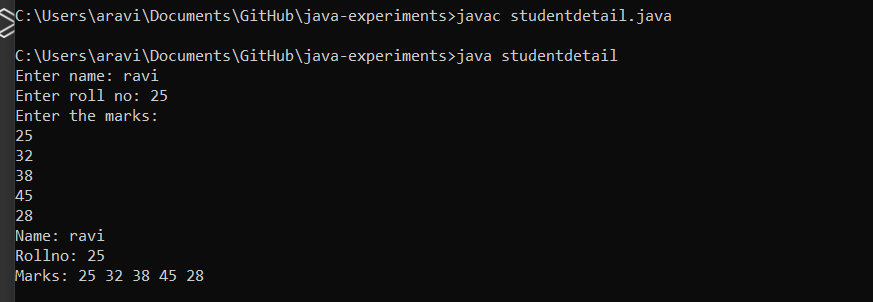 C:\Users\aravi\Documents\GitHub\java-experiments>javac studentdetail.java
C:\Users\aravi\Documents\GitHub\java-experiments>java studentdetail
Enter name: ravi
Enter roll no: 25
Enter the marks:
25
32
38
45
28
Name: ravi
Rollno: 25
Marks: 25 32 38 45 28